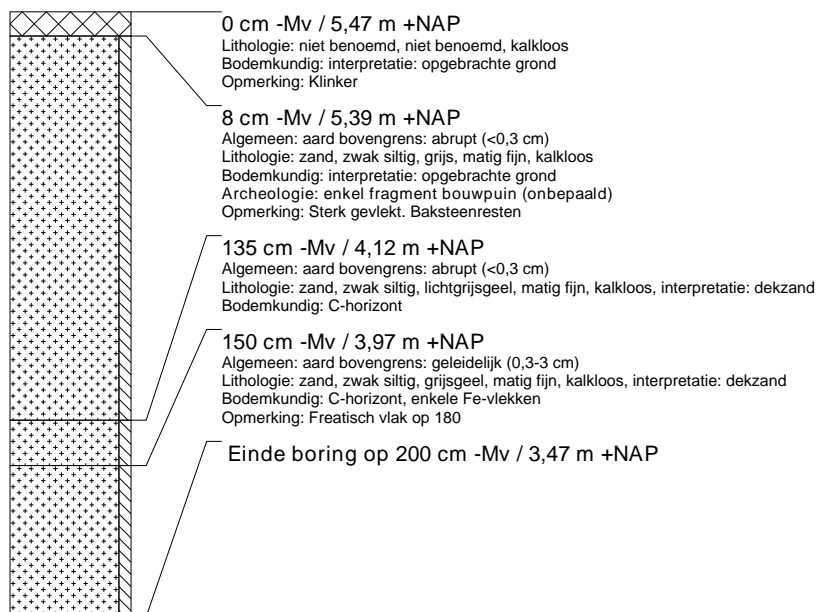 0 cm -Mv / 5,47 m +NAP
Lithologie: niet benoemd, niet benoemd, kalkloos
Bodemkundig: interpretatie: opgebrachte grond
Opmerking: Klinker
8 cm -Mv / 5,39 m +NAP
Algemeen: aard bovengrens: abrupt (<0,3 cm)
Lithologie: zand, zwak siltig, grijs, matig fijn, kalkloos
Bodemkundig: interpretatie: opgebrachte grond
Archeologie: enkel fragment bouwpuin (onbepaald)
Opmerking: Sterk gevlekt. Baksteenresten
135 cm -Mv / 4,12 m +NAP
Algemeen: aard bovengrens: abrupt (<0,3 cm)
Lithologie: zand, zwak siltig, lichtgrijsgeel, matig fijn, kalkloos, interpretatie: dekzand
Bodemkundig: C-horizont
150 cm -Mv / 3,97 m +NAP
Algemeen: aard bovengrens: geleidelijk (0,3-3 cm)
Lithologie: zand, zwak siltig, grijsgeel, matig fijn, kalkloos, interpretatie: dekzand
Bodemkundig: C-horizont, enkele Fe-vlekken
Opmerking: Freatisch vlak op 180
Einde boring op 200 cm -Mv / 3,47 m +NAP